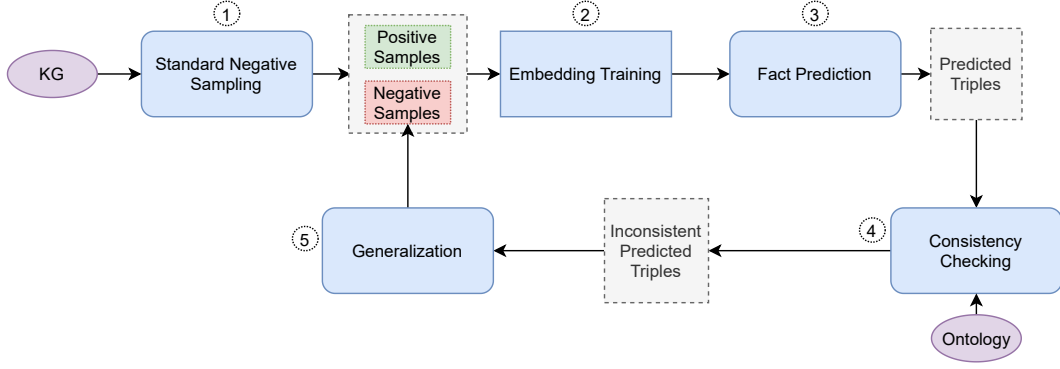 1
2
3
KG
Standard Negative
Sampling
Positive
Samples
Negative
Samples
Embedding Training
Fact Prediction
Predicted
Triples
5
Generalization
Inconsistent
Predicted
Triples
4
Consistency
Checking
Ontology